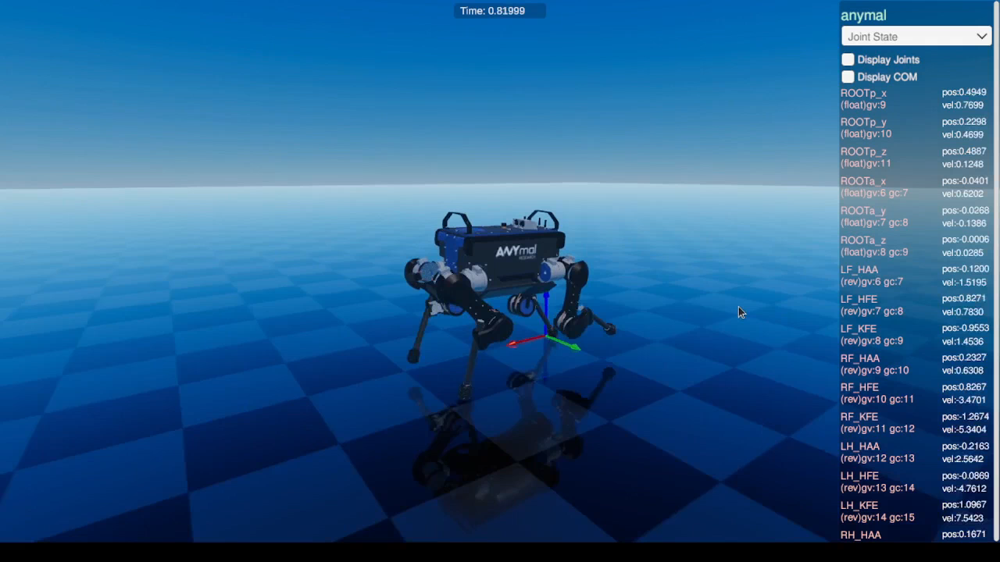 Time: 0.81999
anymal
Joint State
Display Joints
Display COM
ROOTp_x pos:0.4949
(float)gv:9 vel:0.7699
ROOTp_y pos:0.2298
(float)gv:10 vel:0.4699
ROOTp_z pos:0.4887
(float)gv:11 vel:0.1248
ROOTa_x pos:-0.0401
(float)gv:6 gc:7 vel:0.6202
ROOTa_y pos:-0.0268
(float)gv:7 gc:8 vel:-0.1386
ROOTa_z pos:-0.0006
(float)gv:8 gc:9 vel:0.0285
LF_HAA pos:-0.1200
(rev)gv:6 gc:7 vel:-1.5195
LF_HFE pos:0.8271
(rev)gv:7 gc:8 vel:0.7830
LF_KFE pos:-0.9553
(rev)gv:8 gc:9 vel:1.4536
RF_HAA pos:0.2327
(rev)gv:9 gc:10 vel:0.6308
RF_HFE pos:0.8267
(rev)gv:10 gc:11 vel:-3.4701
RF_KFE pos:-1.2674
(rev)gv:11 gc:12 vel:-5.3404
LH_HAA pos:-0.2163
(rev)gv:12 gc:13 vel:2.5642
LH_HFE pos:-0.0869
(rev)gv:13 gc:14 vel:-4.7612
LH_KFE pos:1.0967
(rev)gv:14 gc:15 vel:7.5423
RH_HAA pos:0.1671
ANYmal
RESEARCH